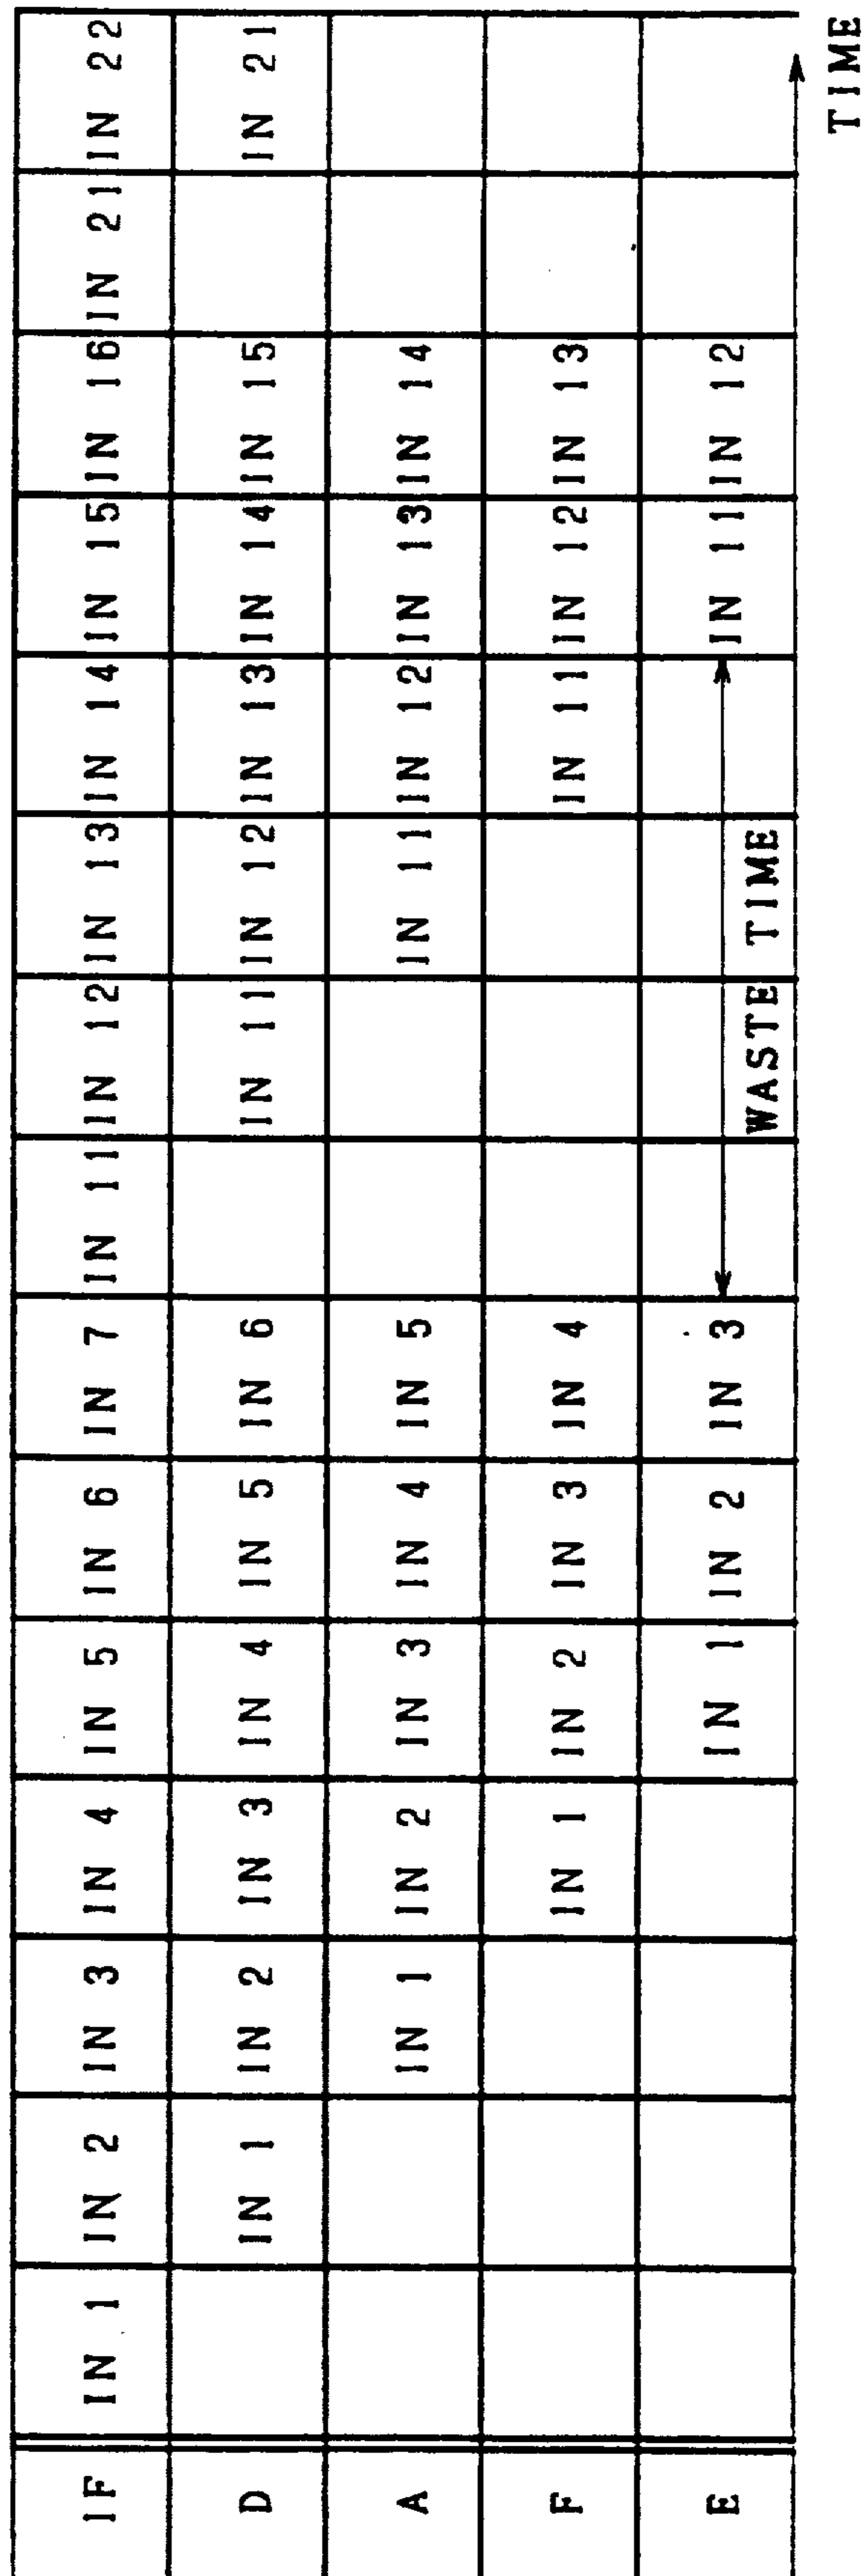 IF IN 1 IN 2 IN 3 IN 4 IN 5 IN 6 IN 7 IN 11 IN 12 IN 13 IN 14 IN 15 IN 16 IN 21 IN 22
D IN 1 IN 2 IN 3 IN 4 IN 5 IN 6 IN 11 IN 12 IN 13 IN 14 IN 15 IN 21
A IN 1 IN 2 IN 3 IN 4 IN 5 IN 11 IN 12 IN 13 IN 14
F IN 1 IN 2 IN 3 IN 4 IN 11 IN 12 IN 13
E IN 1 IN 2 IN 3 IN 11 IN 12
WASTE TIME
TIME